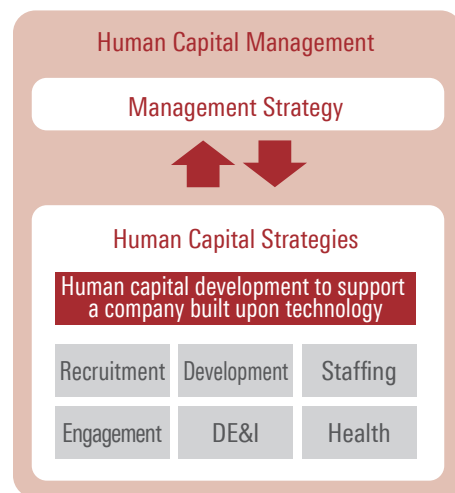 Human Capital Management
Management Strategy
Human Capital Strategies
Human capital development to support
a company built upon technology
Recruitment Development Staffing
Engagement DE&I Health